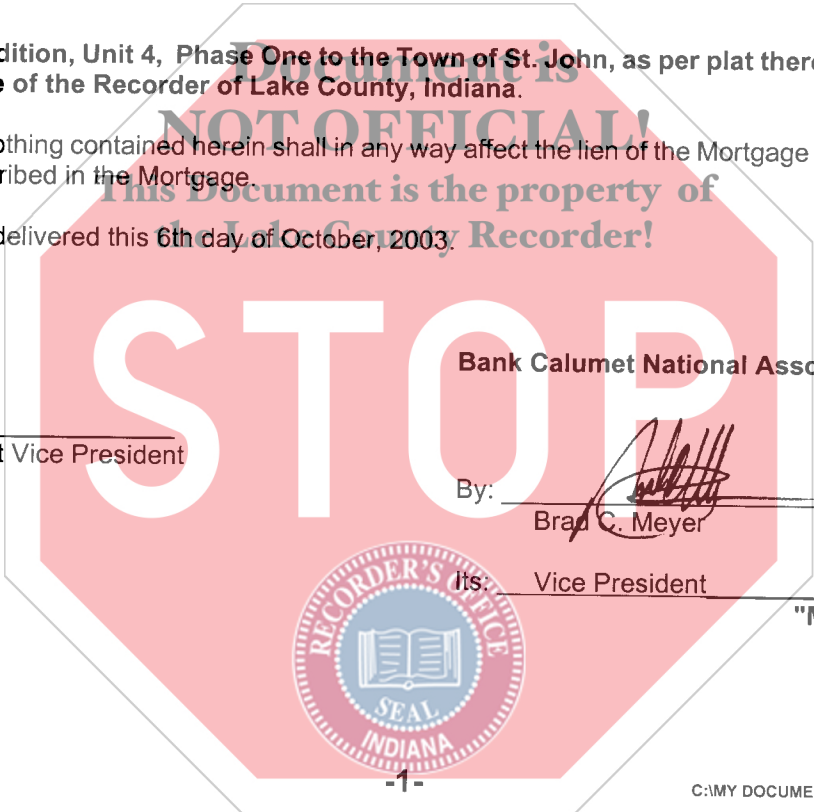 dition, Unit 4, Phase One to the Town of St. John, as per plat there
e of the Recorder of Lake County, Indiana.
othing contained herein shall in any way affect the lien of the Mortgage
ribed in the Mortgage.
delivered this 6th day of October, 2003.
Document is
NOT OFFICIAL!
This Document is the property of
the Lake County Recorder!
STOP
Bank Calumet National Asso
t Vice President
By:
Brad C. Meyer
Its: Vice President
"M
RECORDER'S OFFICE
SEAL
INDIANA
-1-
C:\MY DOCUME